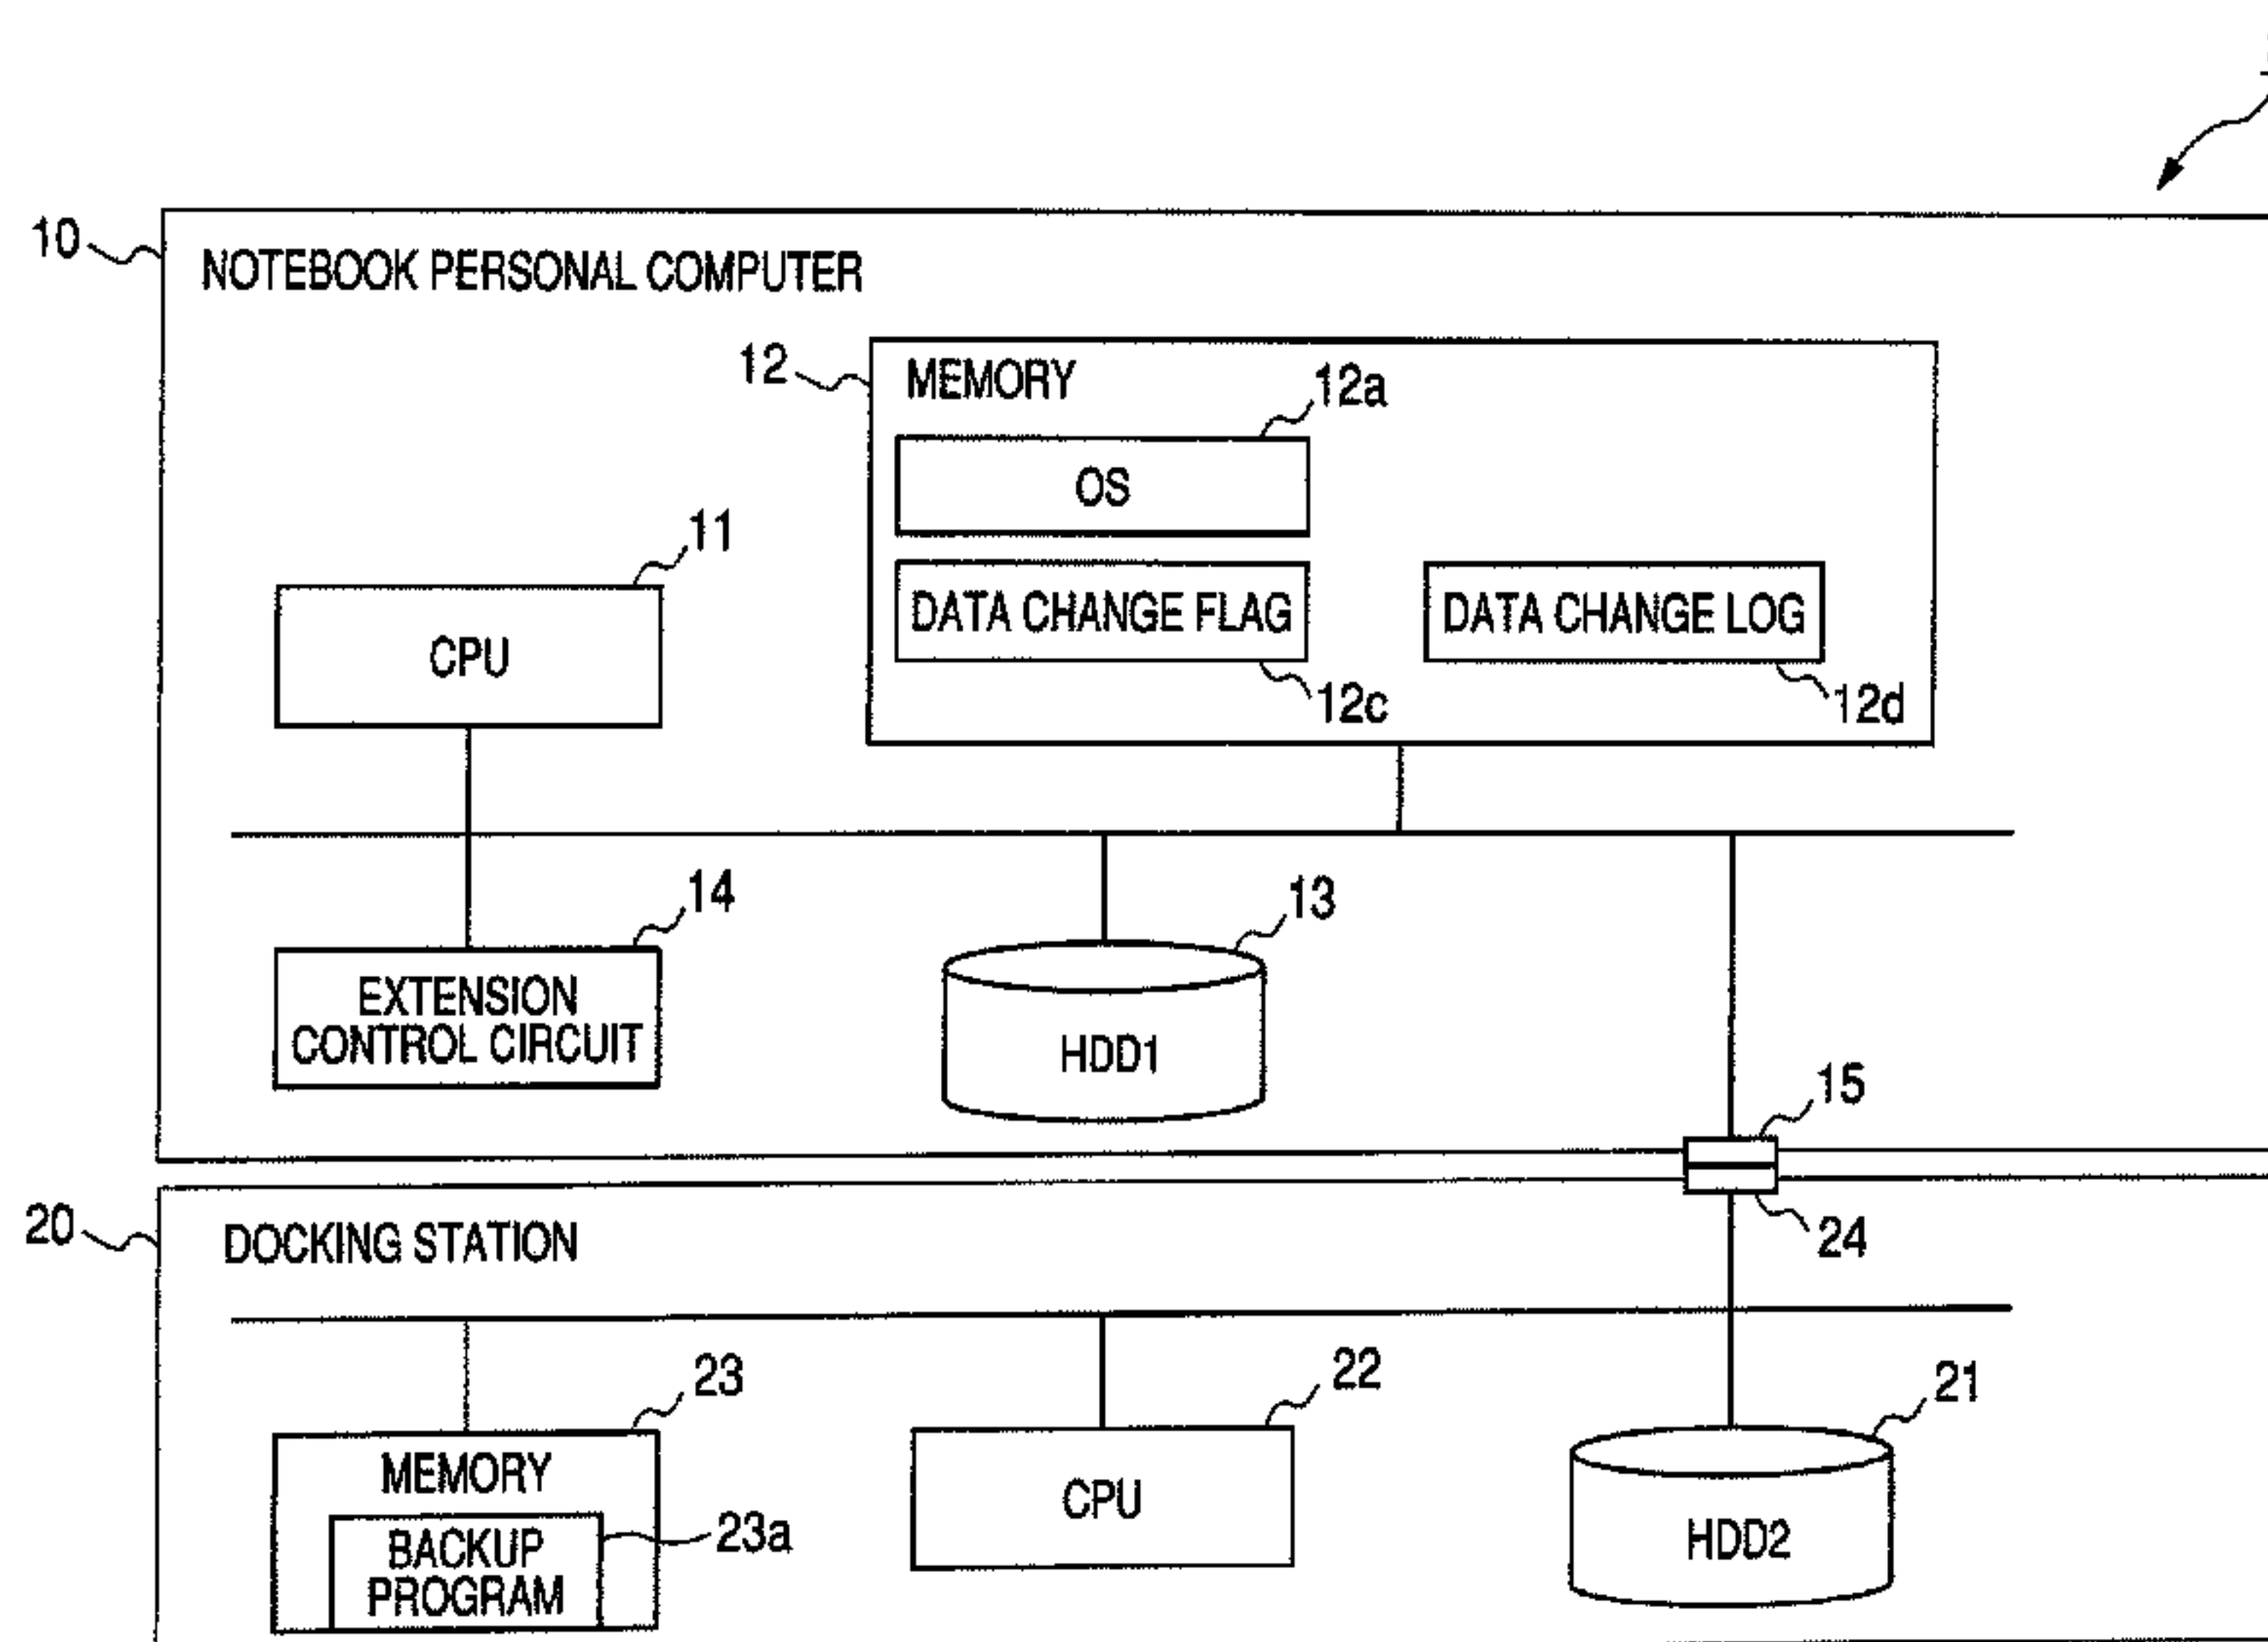 10
NOTEBOOK PERSONAL COMPUTER
12
MEMORY
12a
OS
11
CPU
DATA CHANGE FLAG
DATA CHANGE LOG
12c
12d
14
EXTENSION
CONTROL CIRCUIT
13
HDD1
15
20
DOCKING STATION
24
23
MEMORY
22
CPU
21
HDD2
23a
BACKUP
PROGRAM